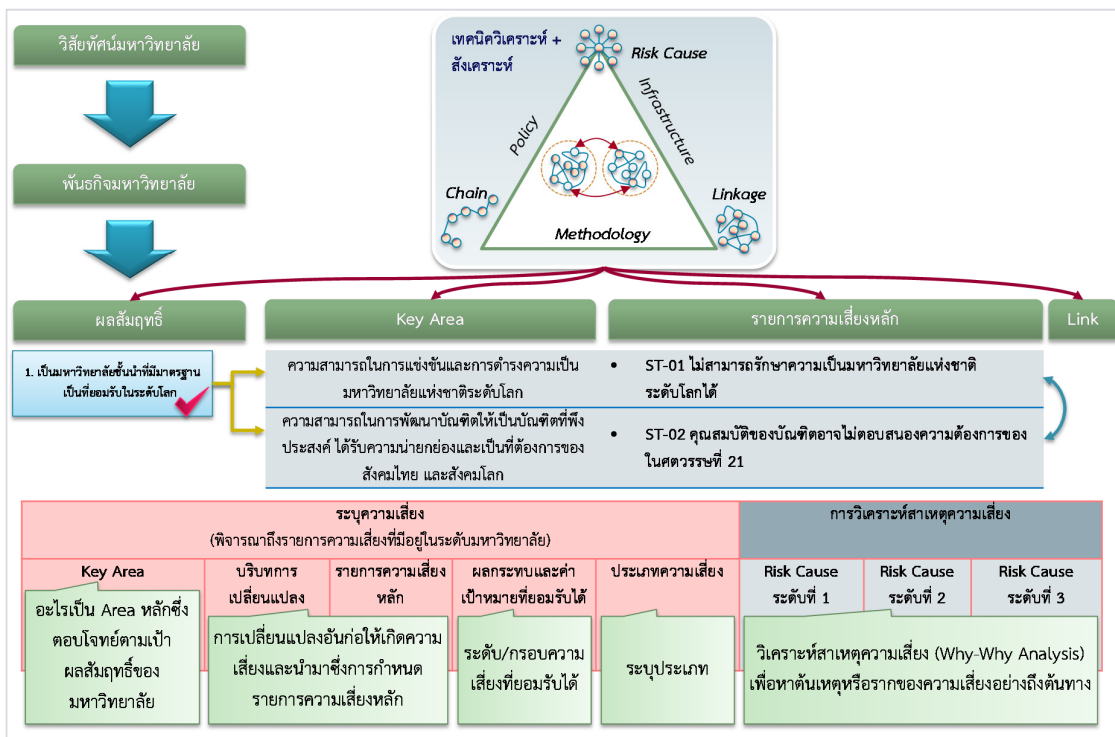 วิสัยทัศน์มหาวิทยาลัย
พันธกิจมหาวิทยาลัย
เทคนิควิเคราะห์ +
สังเคราะห์
Risk Cause
Policy
Infrastructure
Chain
Linkage
Methodology
ผลสัมฤทธิ์
Key Area
รายการความเสี่ยงหลัก
Link
1. เป็นมหาวิทยาลัยชั้นนำที่มีมาตรฐาน
เป็นที่ยอมรับในระดับโลก
ความสามารถในการแข่งขันและการดำรงความเป็น
มหาวิทยาลัยแห่งชาติระดับโลก
• ST-01 ไม่สามารถรักษาความเป็นมหาวิทยาลัยแห่งชาติ
ระดับโลกได้
ความสามารถในการพัฒนาบัณฑิตให้เป็นบัณฑิตที่พึง
ประสงค์ ได้รับความน่ายกย่องและเป็นที่ต้องการของ
สังคมไทย และสังคมโลก
• ST-02 คุณสมบัติของบัณฑิตอาจไม่ตอบสนองความต้องการของ
ในศตวรรษที่ 21
ระบุความเสี่ยง
(พิจารณาถึงรายการความเสี่ยงที่มีอยู่ในระดับมหาวิทยาลัย)
การวิเคราะห์สาเหตุความเสี่ยง
Key Area
บริบทการ
เปลี่ยนแปลง
รายการความเสี่ยง
หลัก
ผลกระทบและค่า
เป้าหมายที่ยอมรับได้
ประเภทความเสี่ยง
Risk Cause
ระดับที่ 1
Risk Cause
ระดับที่ 2
Risk Cause
ระดับที่ 3
อะไรเป็น Area หลักซึ่ง
ตอบโจทย์ตามเป้า
ผลสัมฤทธิ์ของ
มหาวิทยาลัย
การเปลี่ยนแปลงอันก่อให้เกิดความ
เสี่ยงและนำมาซึ่งการกำหนด
รายการความเสี่ยงหลัก
ระดับ/กรอบความ
เสี่ยงที่ยอมรับได้
ระบุประเภท
วิเคราะห์สาเหตุความเสี่ยง (Why-Why Analysis)
เพื่อหาต้นเหตุหรือรากของความเสี่ยงอย่างถึงต้นทาง